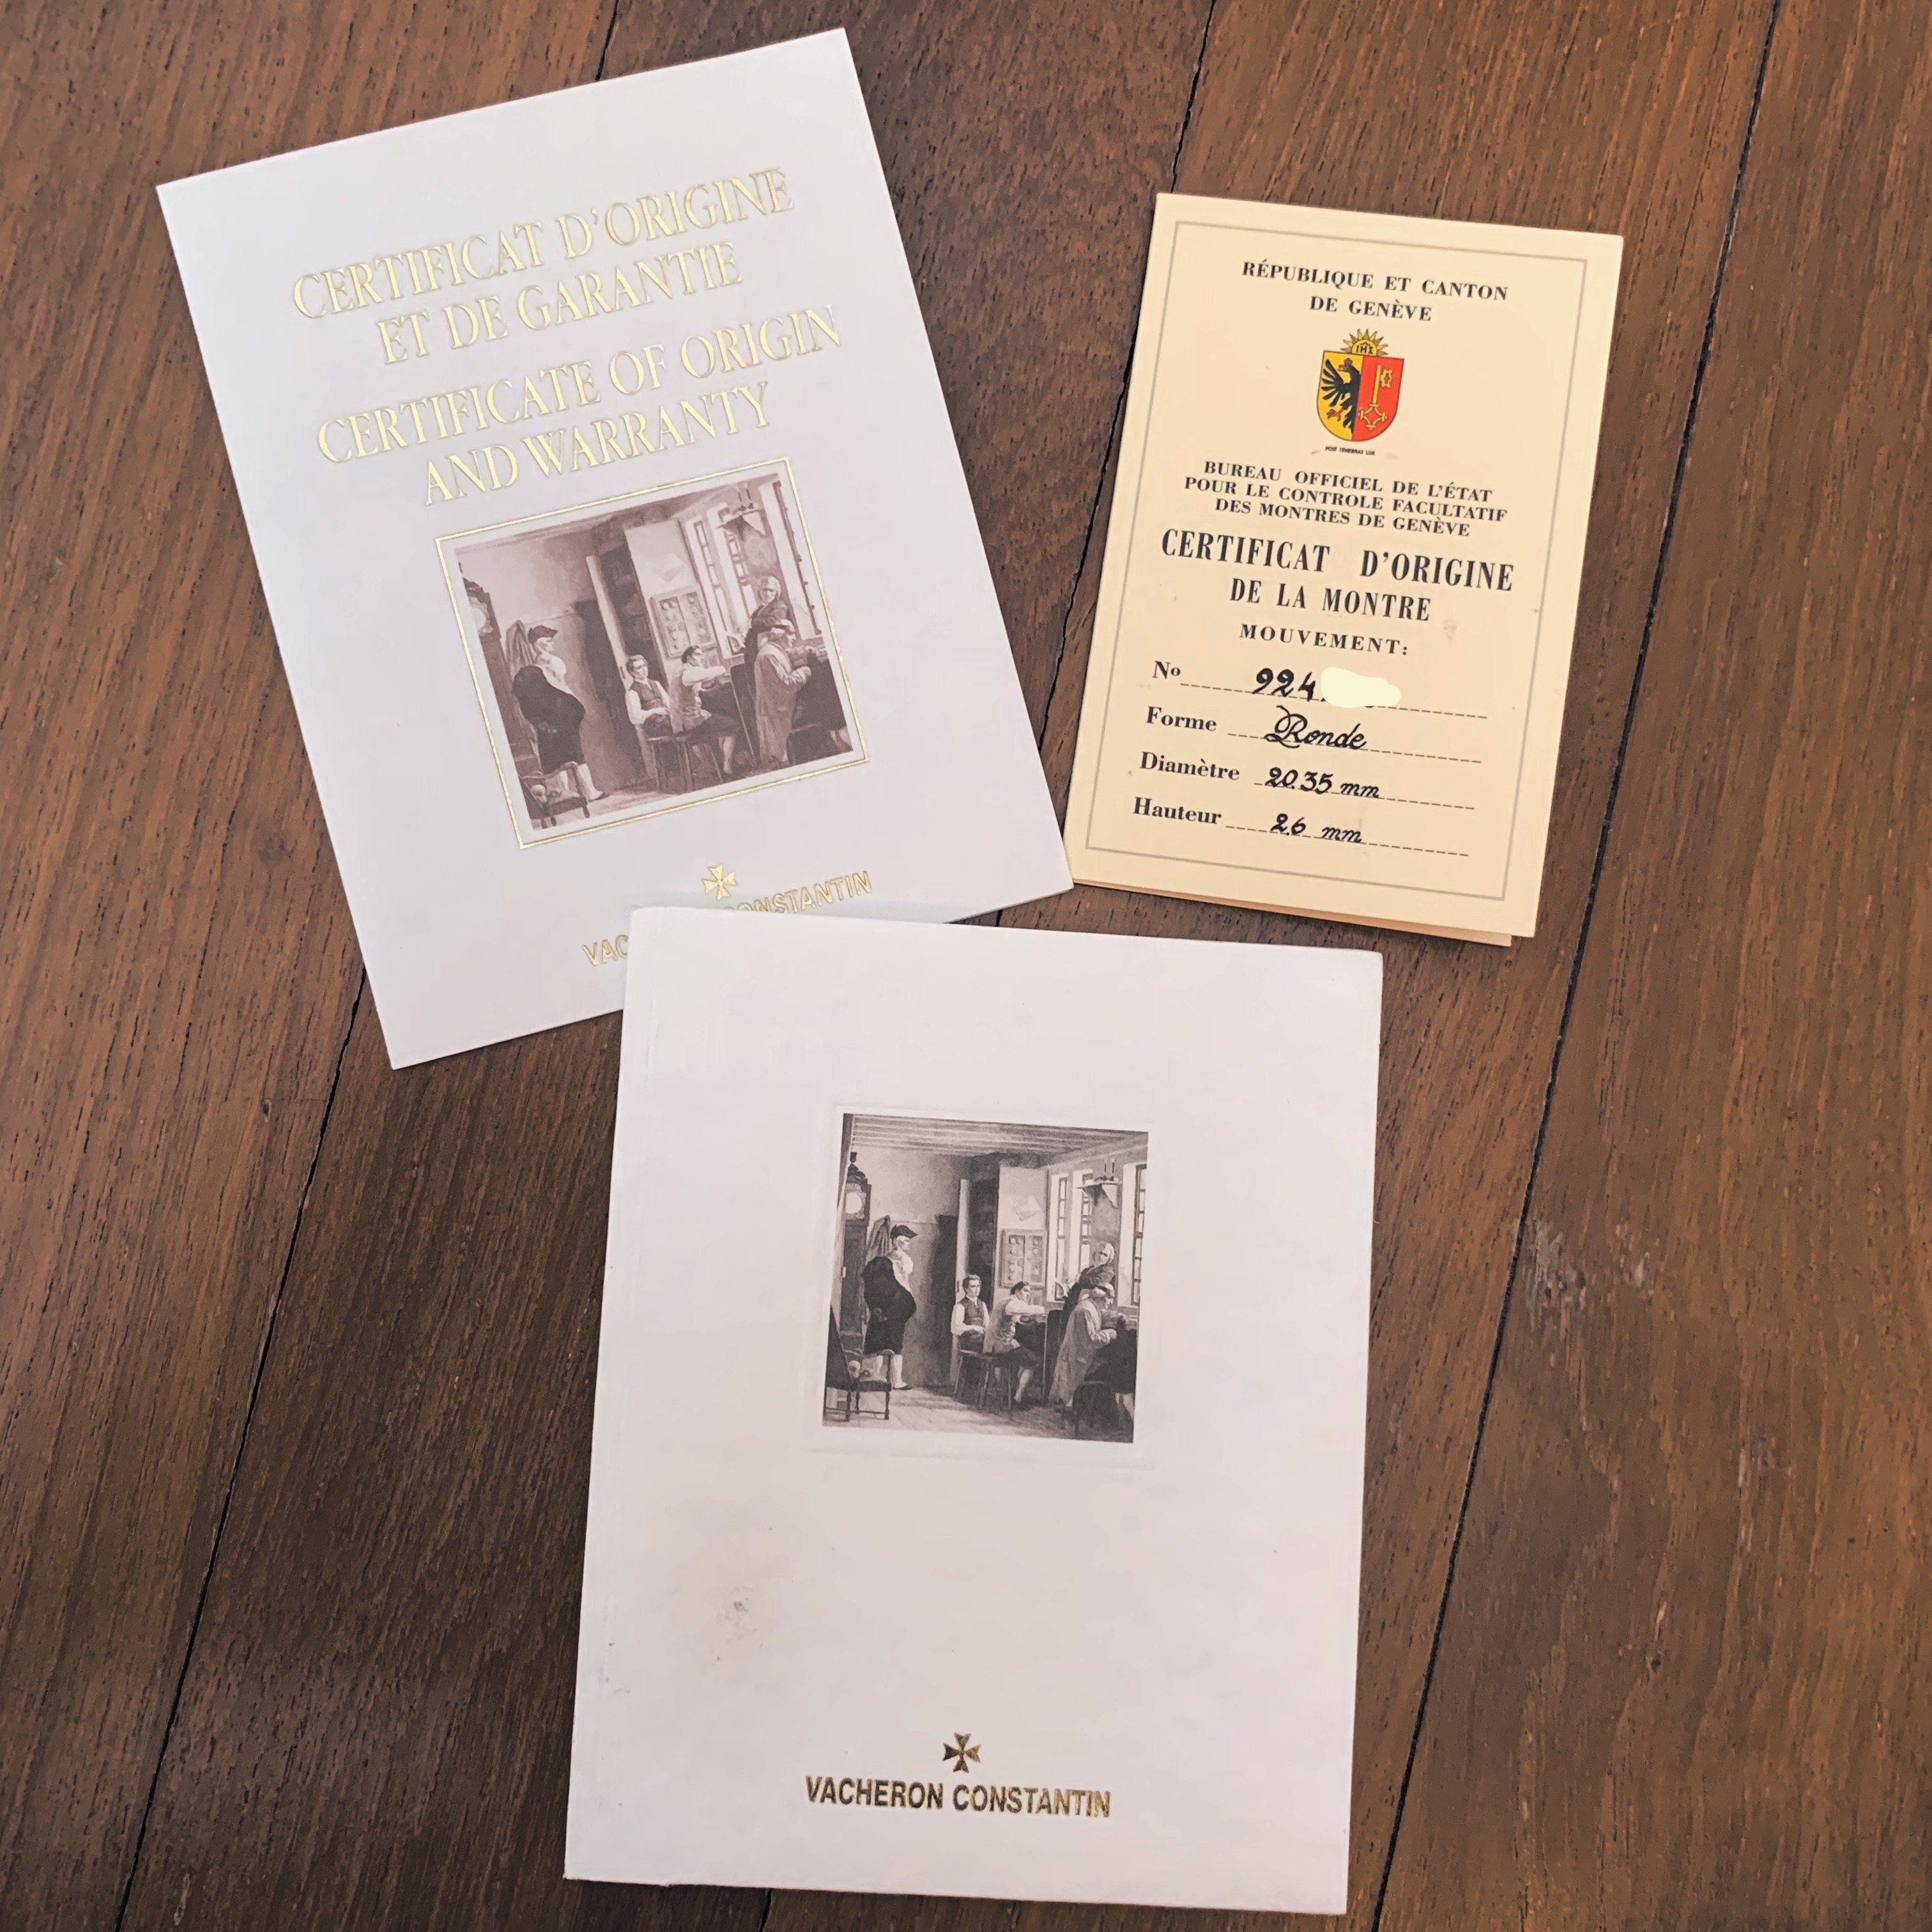 CERTIFICAT D'ORIGINE
ET DE GARANTIE
CERTIFICATE OF ORIGIN
AND WARRANTY
VAC ONSTANTIN
RÉPUBLIQUE ET CANTON
DE GENÈVE
IHS
POST TENEBRAS LUX
BUREAU OFFICIEL DE L'ÉTAT
POUR LE CONTROLE FACULTATIF
DES MONTRES DE GENÈVE
CERTIFICAT D'ORIGINE
DE LA MONTRE
MOUVEMENT:
No 924
Forme Ronde
Diamètre 20.35 mm
Hauteur 2.6 mm
VACHERON CONSTANTIN